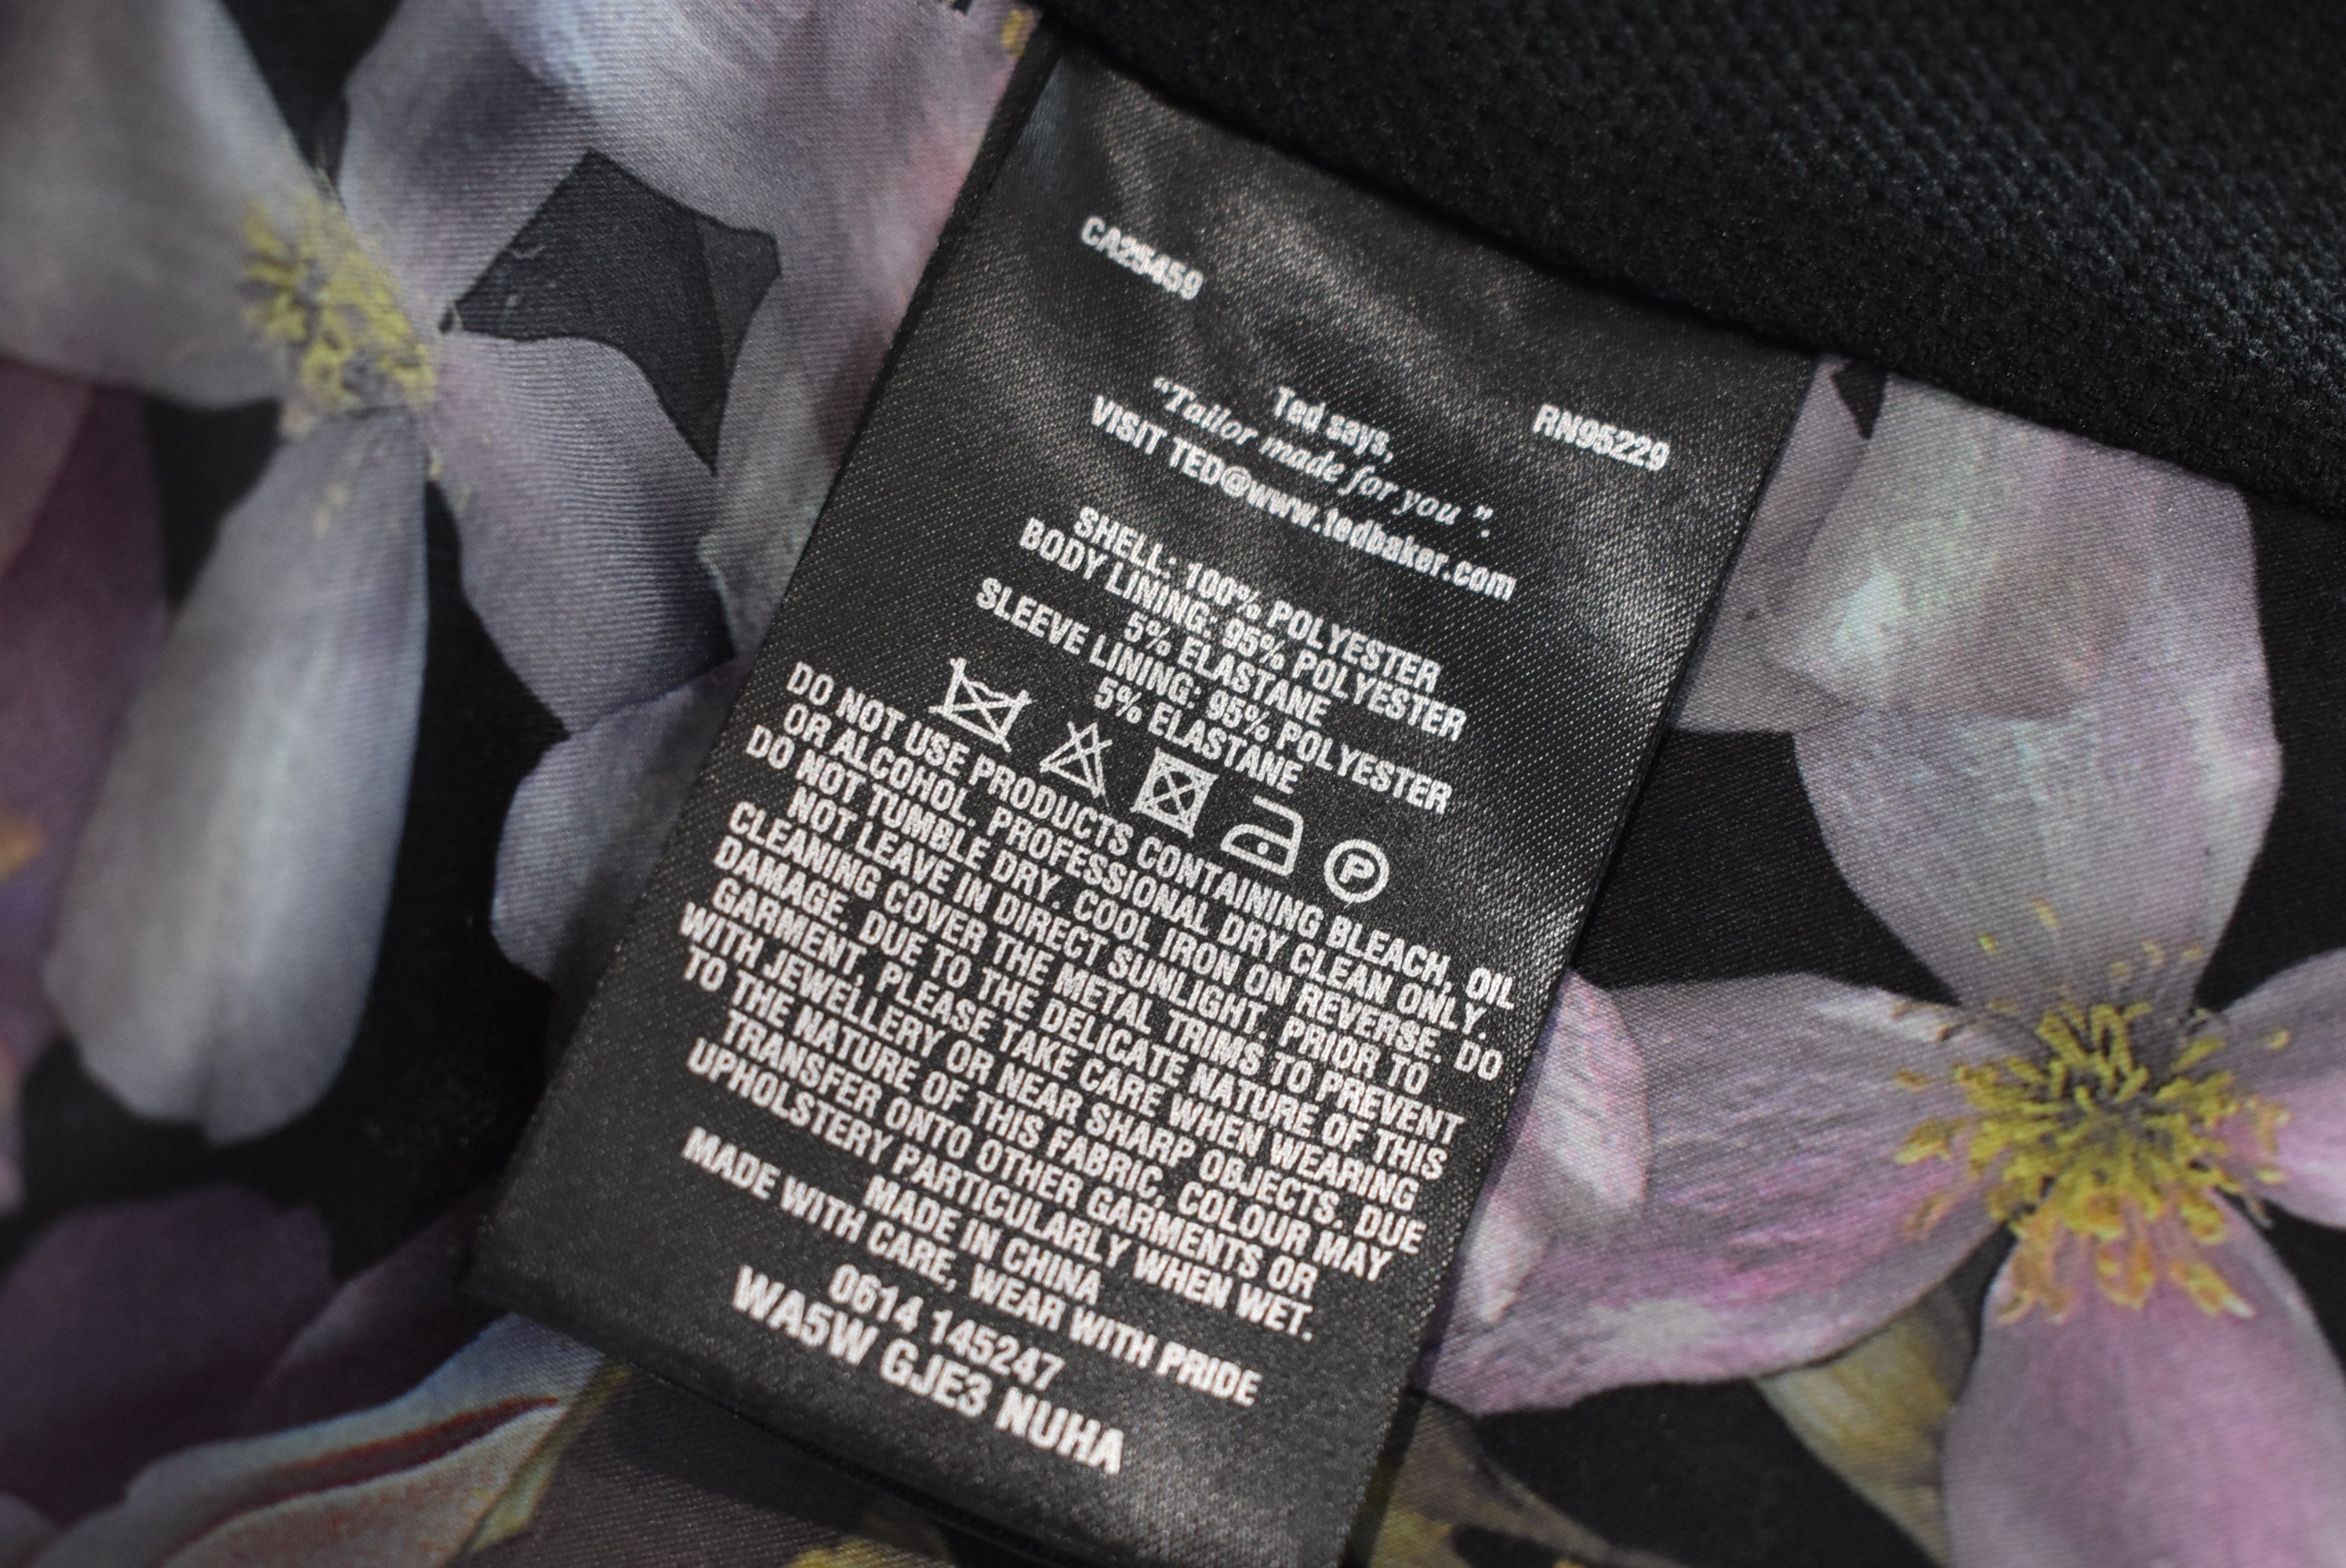 CA29459
RN95229
Ted says,
“Tailor made for you”.
VISIT TED@www.tedbaker.com
SHELL: 100% POLYESTER
BODY LINING: 95% POLYESTER
5% ELASTANE
SLEEVE LINING: 95% POLYESTER
5% ELASTANE
P
DO NOT USE PRODUCTS CONTAINING BLEACH, OIL
OR ALCOHOL. PROFESSIONAL DRY CLEAN ONLY.
DO NOT TUMBLE DRY. COOL IRON ON REVERSE. DO
NOT LEAVE IN DIRECT SUNLIGHT. PRIOR TO
CLEANING COVER THE METAL TRIMS TO PREVENT
DAMAGE. DUE TO THE DELICATE NATURE OF THIS
GARMENT, PLEASE TAKE CARE WHEN WEARING
WITH JEWELLERY OR NEAR SHARP OBJECTS. DUE
TO THE NATURE OF THIS FABRIC, COLOUR MAY
TRANSFER ONTO OTHER GARMENTS OR
UPHOLSTERY PARTICULARLY WHEN WET.
MADE IN CHINA
MADE WITH CARE, WEAR WITH PRIDE
0614 145247
WA5W GJE3 NUHA